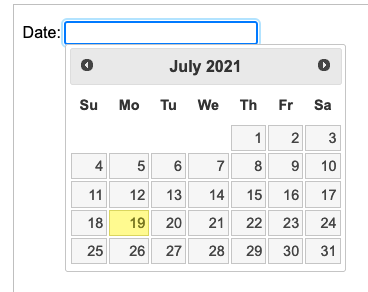 Date:
July 2021
Su Mo Tu We Th Fr Sa
1 2 3
4 5 6 7 8 9 10
11 12 13 14 15 16 17
18 19 20 21 22 23 24
25 26 27 28 29 30 31